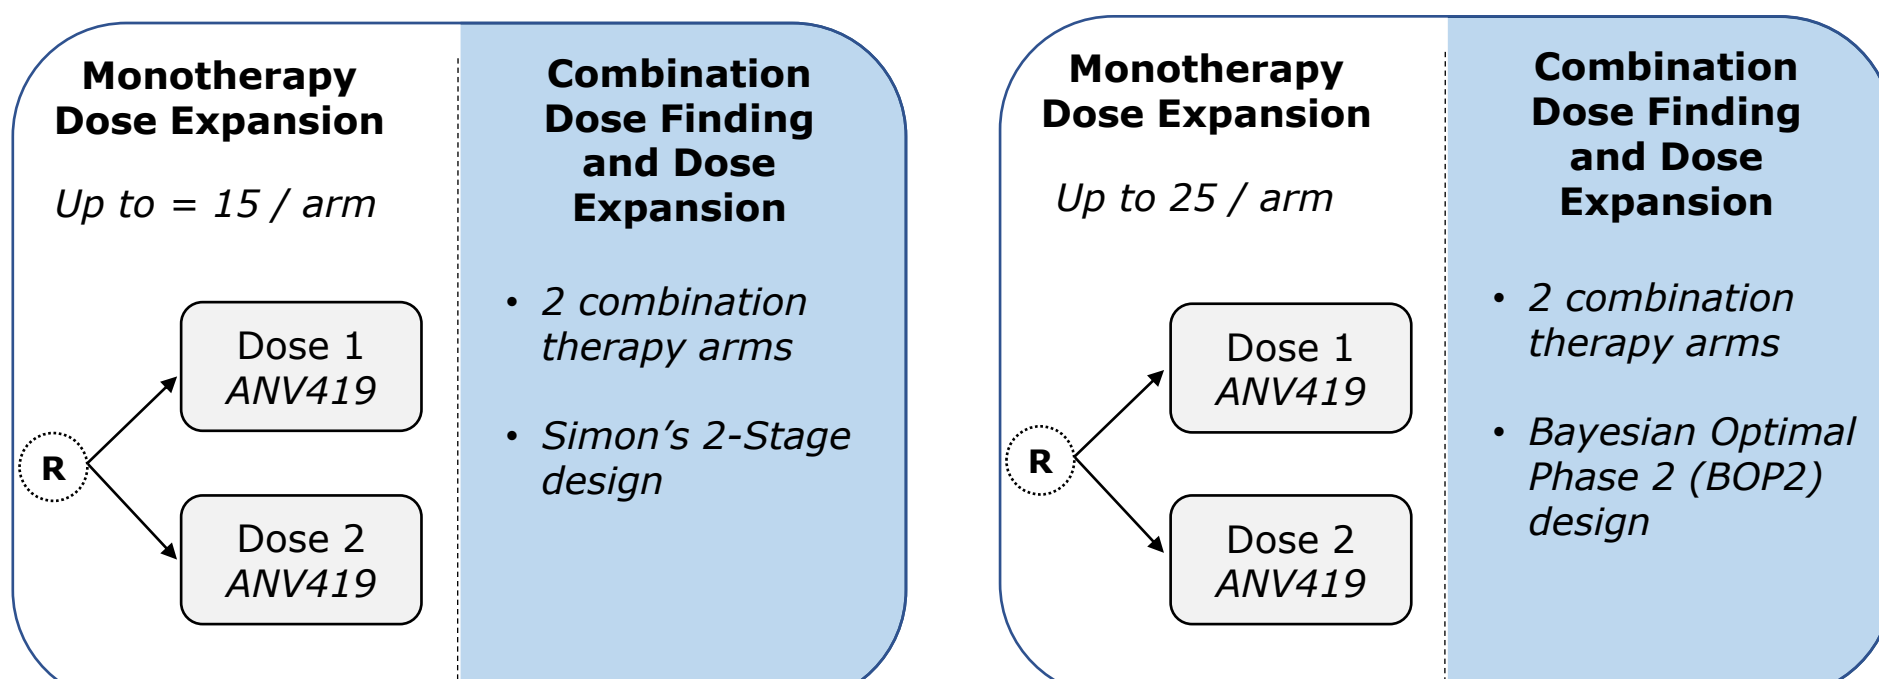 Monotherapy
Dose Expansion
Up to = 15 / arm
R
Dose 1
ANV419
Dose 2
ANV419
Combination
Dose Finding
and Dose
Expansion
• 2 combination
therapy arms
• Simon’s 2-Stage
design
Monotherapy
Dose Expansion
Up to 25 / arm
R
Dose 1
ANV419
Dose 2
ANV419
Combination
Dose Finding
and Dose
Expansion
• 2 combination
therapy arms
• Bayesian Optimal
Phase 2 (BOP2)
design